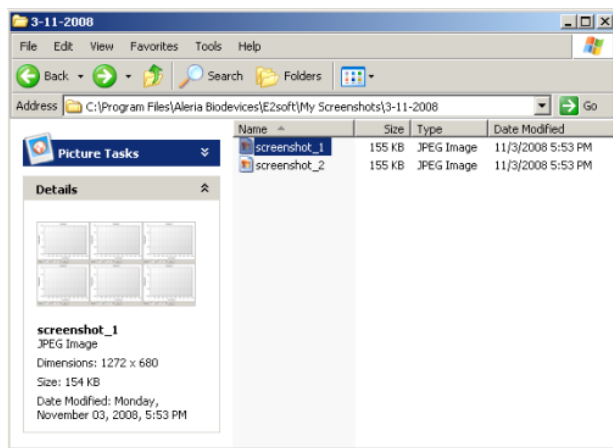 3-11-2008
File Edit View Favorites Tools Help
Back Search Folders
Address C:\Program Files\Aleria Biodevices\E2soft\My Screenshots\3-11-2008 Go
Picture Tasks
Details
screenshot_1
JPEG Image
Dimensions: 1272 x 680
Size: 154 KB
Date Modified: Monday,
November 03, 2008, 5:53 PM
Name Size Type Date Modified
screenshot_1 155 KB JPEG Image 11/3/2008 5:53 PM
screenshot_2 155 KB JPEG Image 11/3/2008 5:53 PM